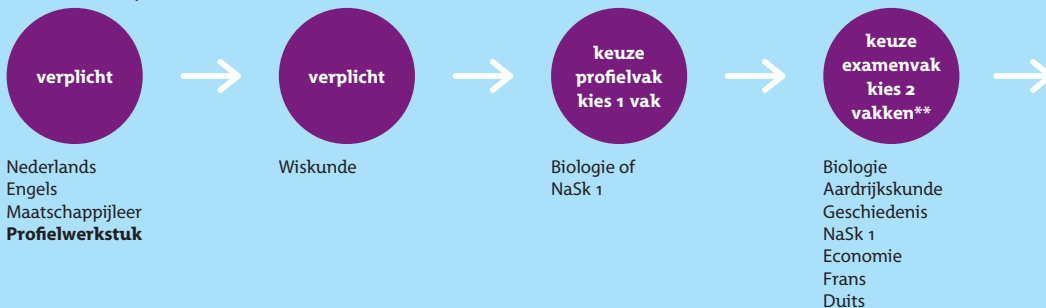 verplicht
Nederlands
Engels
Maatschappijleer
Profielwerkstuk
verplicht
Wiskunde
keuze
profielvak
kies 1 vak
Biologie of
NaSk 1
keuze
examenvak
kies 2
vakken**
Biologie
Aardrijkskunde
Geschiedenis
NaSk 1
Economie
Frans
Duits